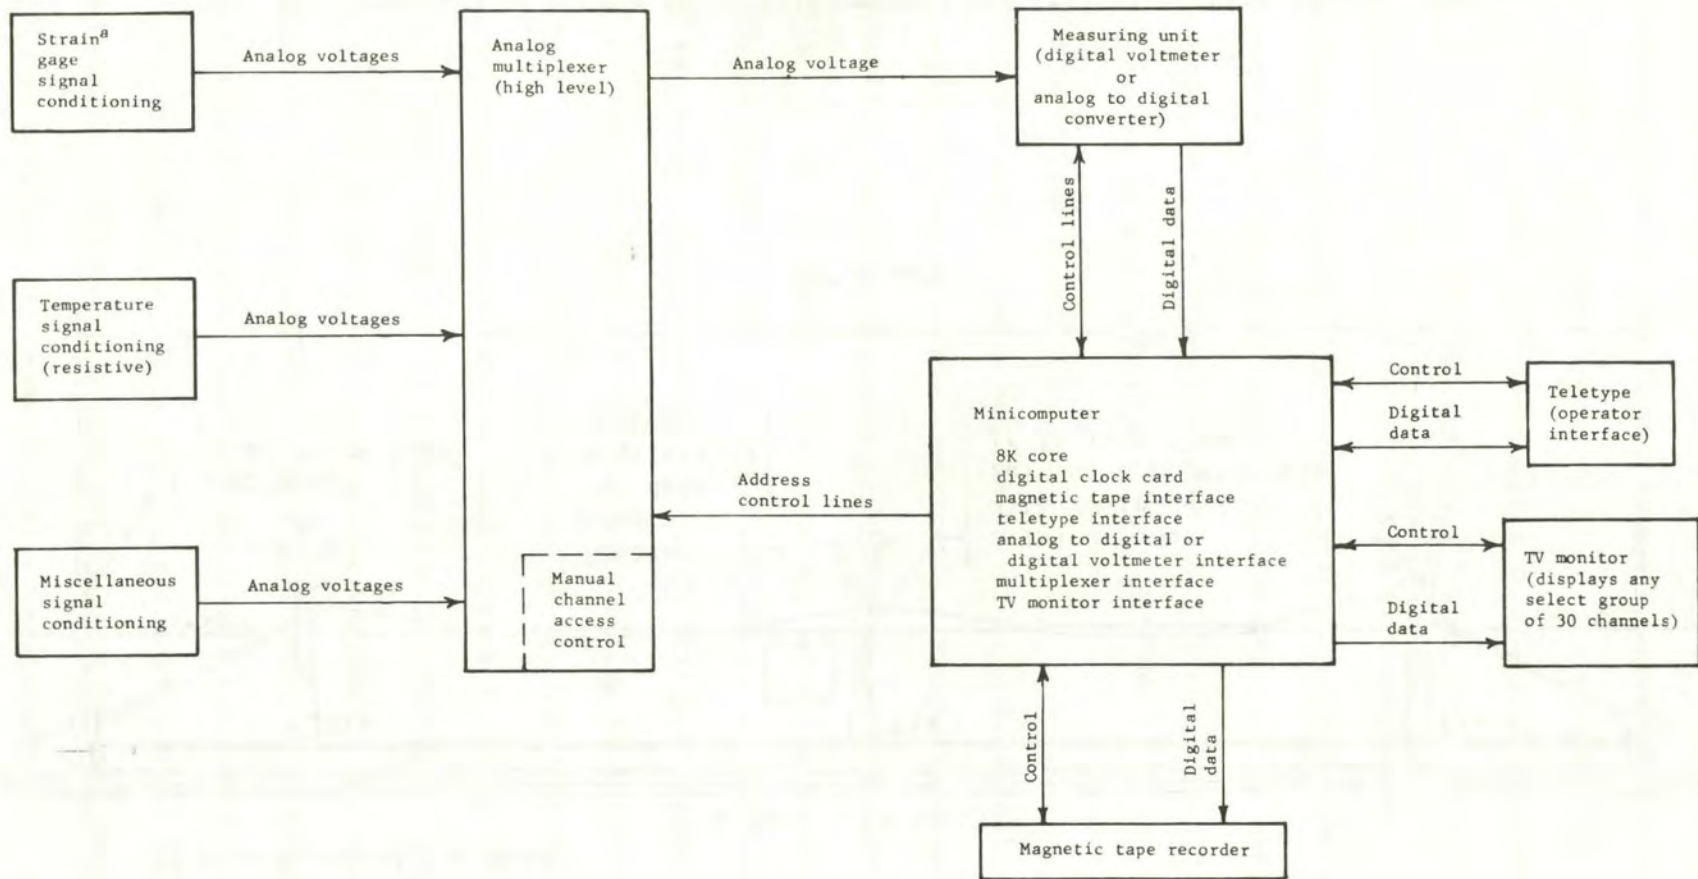 Strainᵃ
gage
signal
conditioning
Analog voltages
Temperature
signal
conditioning
(resistive)
Analog voltages
Miscellaneous
signal
conditioning
Analog voltages
Analog
multiplexer
(high level)
Manual
channel
access
control
Analog voltage
Measuring unit
(digital voltmeter
or
analog to digital
converter)
Control lines
Digital data
Address
control lines
Minicomputer
8K core
digital clock card
magnetic tape interface
teletype interface
analog to digital or
digital voltmeter interface
multiplexer interface
TV monitor interface
Control
Digital
data
Teletype
(operator
interface)
Control
Digital
data
TV monitor
(displays any
select group
of 30 channels)
Control
Digital
data
Magnetic tape recorder